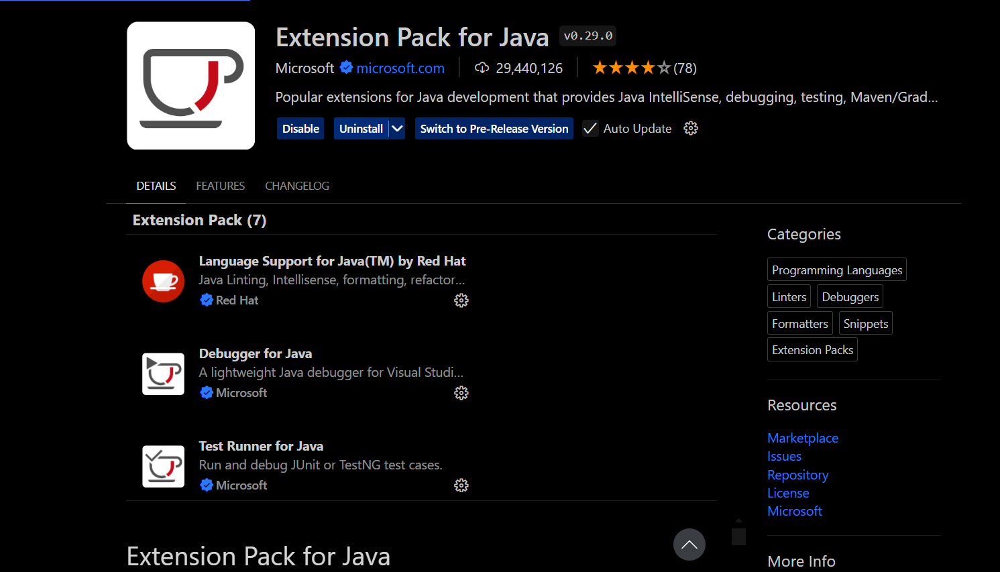 Extension Pack for Java v0.29.0
Microsoft microsoft.com 29,440,126 (78)
Popular extensions for Java development that provides Java IntelliSense, debugging, testing, Maven/Grad...
Disable Uninstall Switch to Pre-Release Version Auto Update
DETAILS FEATURES CHANGELOG
Extension Pack (7)
Language Support for Java(TM) by Red Hat
Java Linting, Intellisense, formatting, refactor...
Red Hat
Debugger for Java
A lightweight Java debugger for Visual Studi...
Microsoft
Test Runner for Java
Run and debug JUnit or TestNG test cases.
Microsoft
Extension Pack for Java
Categories
Programming Languages
Linters Debuggers
Formatters Snippets
Extension Packs
Resources
Marketplace
Issues
Repository
License
Microsoft
More Info